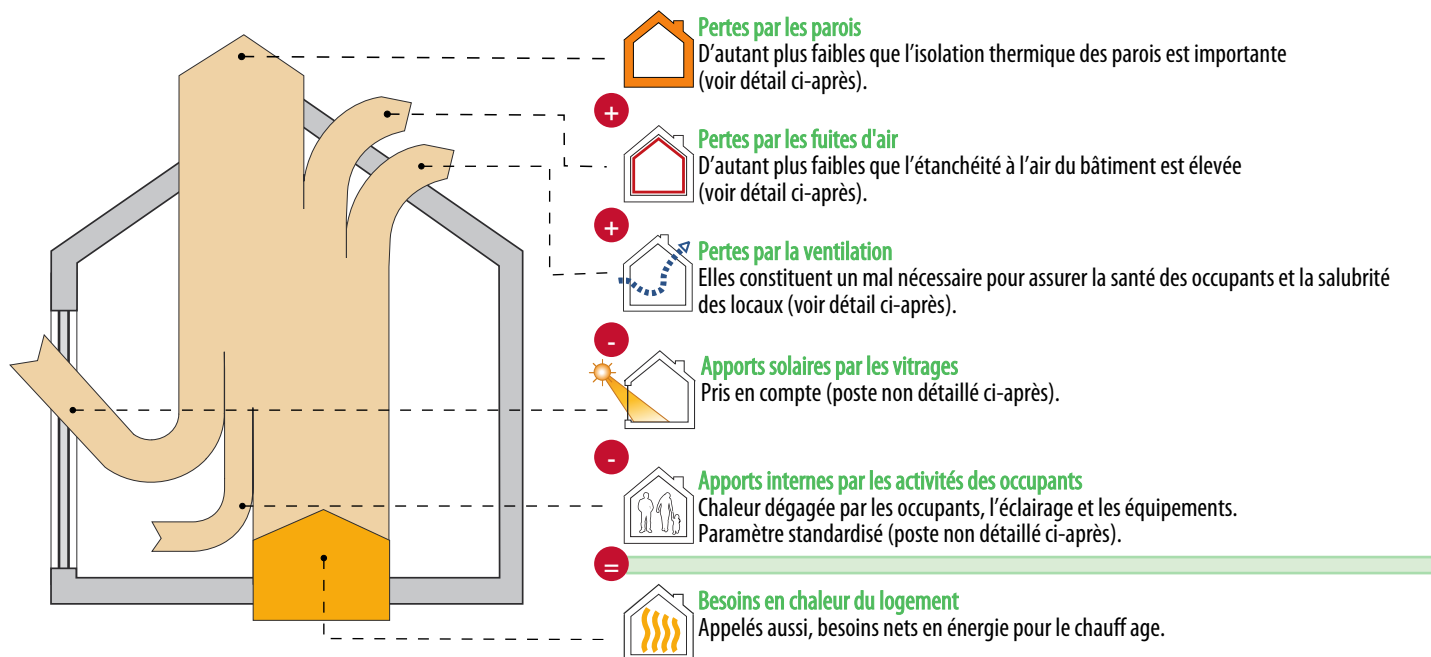 Pertes par les parois
D'autant plus faibles que l'isolation thermique des parois est importante
(voir détail ci-après).
+
Pertes par les fuites d'air
D'autant plus faibles que l'étanchéité à l'air du bâtiment est élevée
(voir détail ci-après).
+
Pertes par la ventilation
Elles constituent un mal nécessaire pour assurer la santé des occupants et la salubrité
des locaux (voir détail ci-après).
-
Apports solaires par les vitrages
Pris en compte (poste non détaillé ci-après).
-
Apports internes par les activités des occupants
Chaleur dégagée par les occupants, l'éclairage et les équipements.
Paramètre standardisé (poste non détaillé ci-après).
=
Besoins en chaleur du logement
Appelés aussi, besoins nets en énergie pour le chauff age.